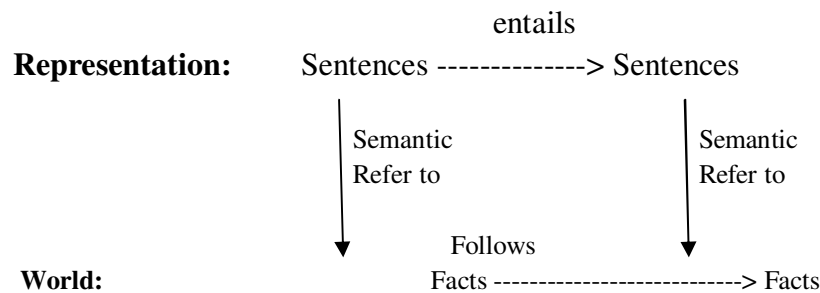 entails
Representation: Sentences --------------> Sentences
Semantic Semantic
Refer to Refer to
Follows
World: Facts ----------------------------> Facts